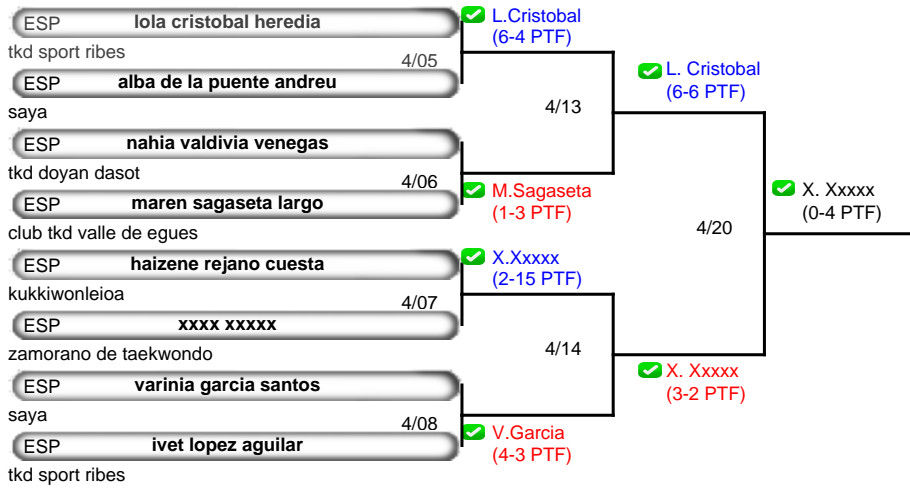 ESP lola cristobal heredia
tkd sport ribes
4/05
ESP alba de la puente andreu
saya
ESP nahia valdivia venegas
tkd doyan dasot
4/06
ESP maren sagaseta largo
club tkd valle de egues
ESP haizene rejano cuesta
kukkiwonleioa
4/07
ESP xxxx xxxxx
zamorano de taekwondo
ESP varinia garcia santos
saya
4/08
ESP ivet lopez aguilar
tkd sport ribes
L.Cristobal
(6-4 PTF)
4/13
M.Sagaseta
(1-3 PTF)
X.Xxxxx
(2-15 PTF)
4/14
V.Garcia
(4-3 PTF)
L. Cristobal
(6-6 PTF)
4/20
X. Xxxxx
(3-2 PTF)
X. Xxxxx
(0-4 PTF)